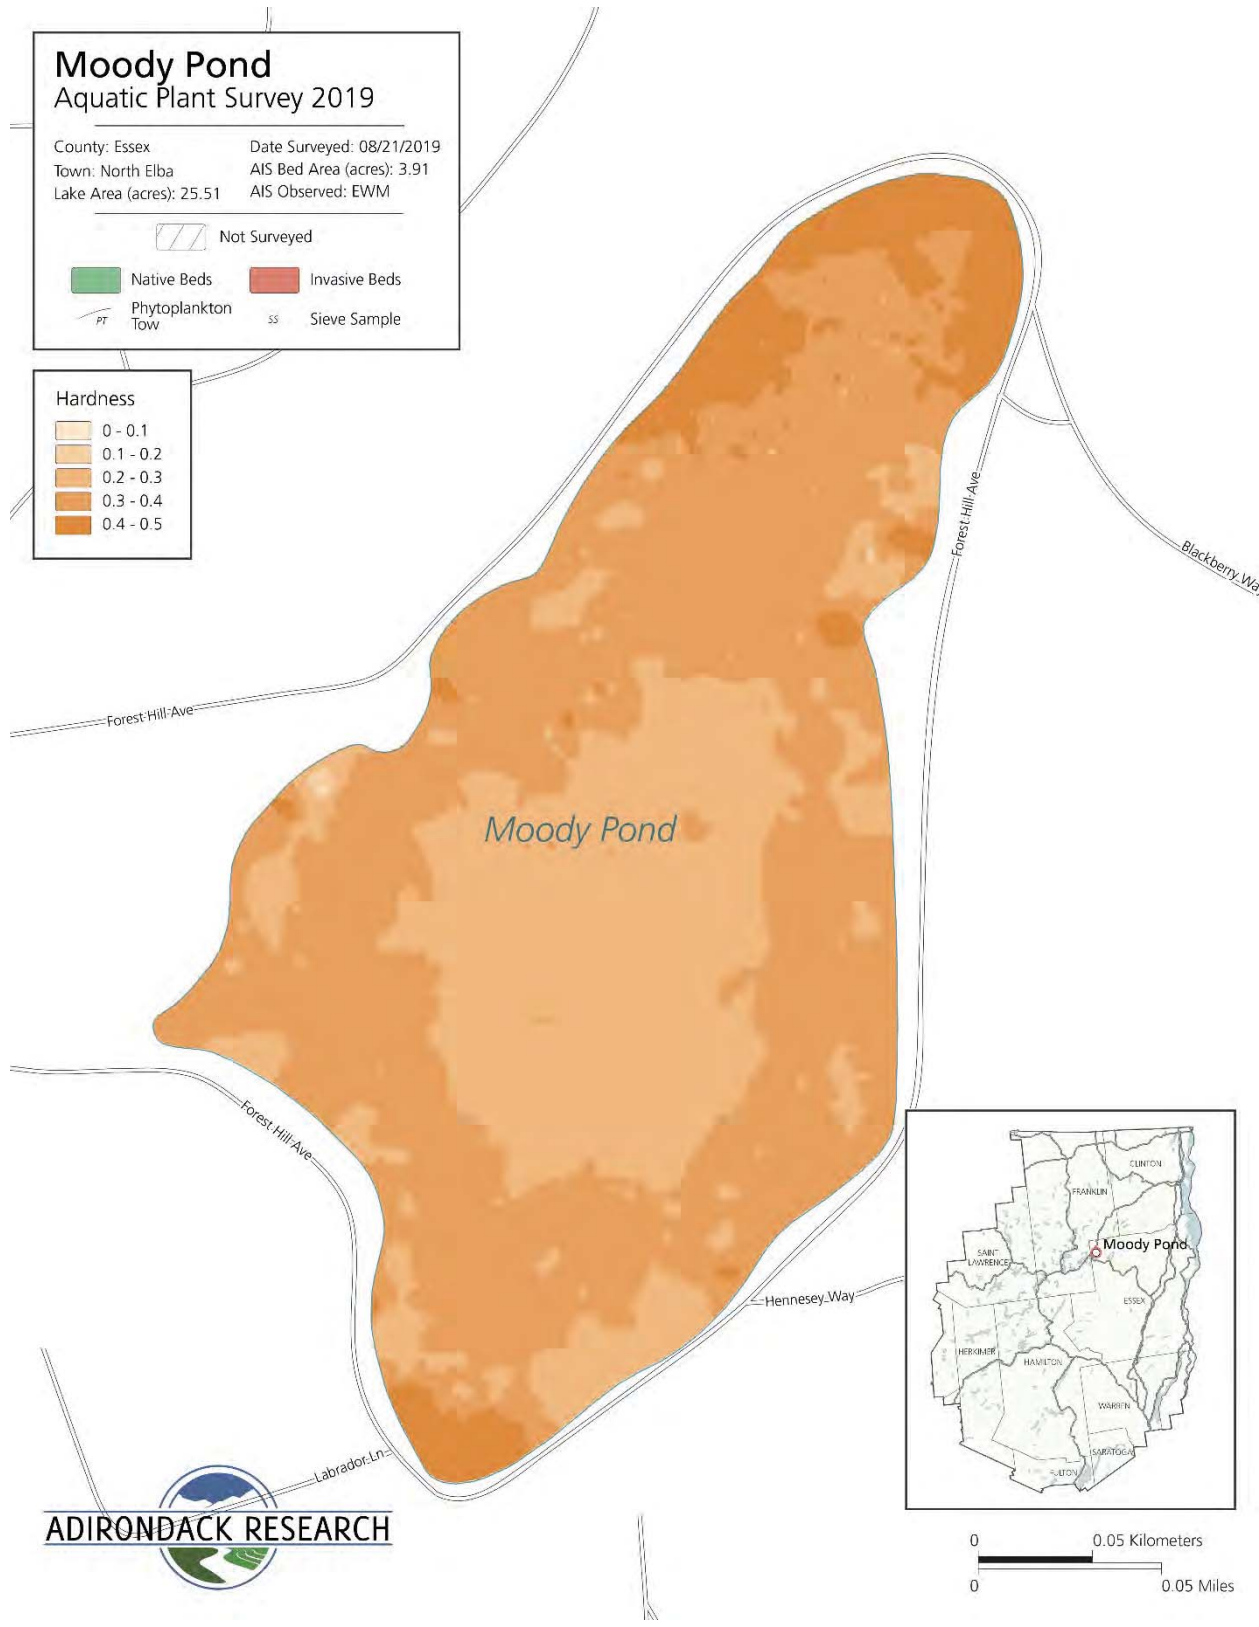 Moody Pond
Aquatic Plant Survey 2019
County: Essex
Date Surveyed: 08/21/2019
Town: North Elba
AIS Bed Area (acres): 3.91
Lake Area (acres): 25.51
AIS Observed: EWM
Not Surveyed
Native Beds
Invasive Beds
PT
Phytoplankton
Tow
SS
Sieve Sample
Hardness
0 - 0.1
0.1 - 0.2
0.2 - 0.3
0.3 - 0.4
0.4 - 0.5
Forest Hill Ave
Blackberry Wa
Forest Hill Ave
Moody Pond
Forest Hill Ave
Hennesey Way
Labrador Ln
CLINTON
FRANKLIN
Moody Pond
SAINT
LAWRENCE
ESSEX
HERKIMER
HAMILTON
WARREN
SARATOGA
FULTON
ADIRONDACK RESEARCH
0
0.05 Kilometers
0
0.05 Miles